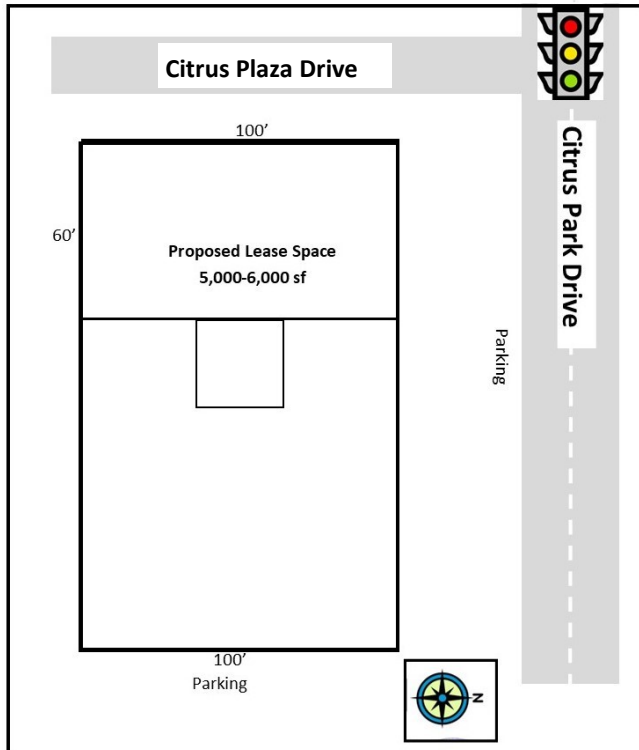 Citrus Plaza Drive
Citrus Park Drive
100’
60’
Proposed Lease Space
5,000-6,000 sf
Parking
100’
Parking
N